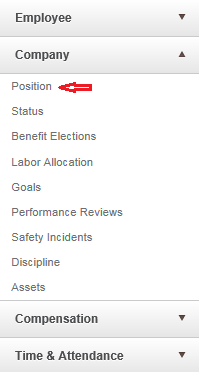 Employee
Company
Position
Status
Benefit Elections
Labor Allocation
Goals
Performance Reviews
Safety Incidents
Discipline
Assets
Compensation
Time & Attendance